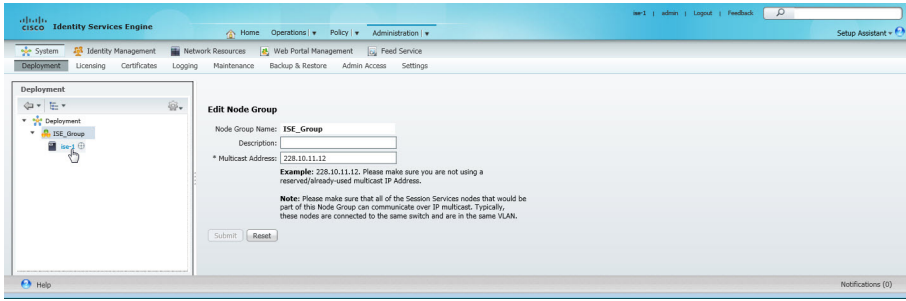 ise-1 | admin | Logout | Feedback
CISCO Identity Services Engine
Home Operations | Policy | Administration |
Setup Assistant
System Identity Management Network Resources Web Portal Management Feed Service
Deployment Licensing Certificates Logging Maintenance Backup & Restore Admin Access Settings
Deployment
Deployment
ISE_Group
ise-1
Edit Node Group
Node Group Name: ISE_Group
Description:
* Multicast Address: 228.10.11.12
Example: 228.10.11.12. Please make sure you are not using a
reserved/already-used multicast IP Address.
Note: Please make sure that all of the Session Services nodes that would be
part of this Node Group can communicate over IP multicast. Typically,
these nodes are connected to the same switch and are in the same VLAN.
Submit Reset
Help
Notifications (0)